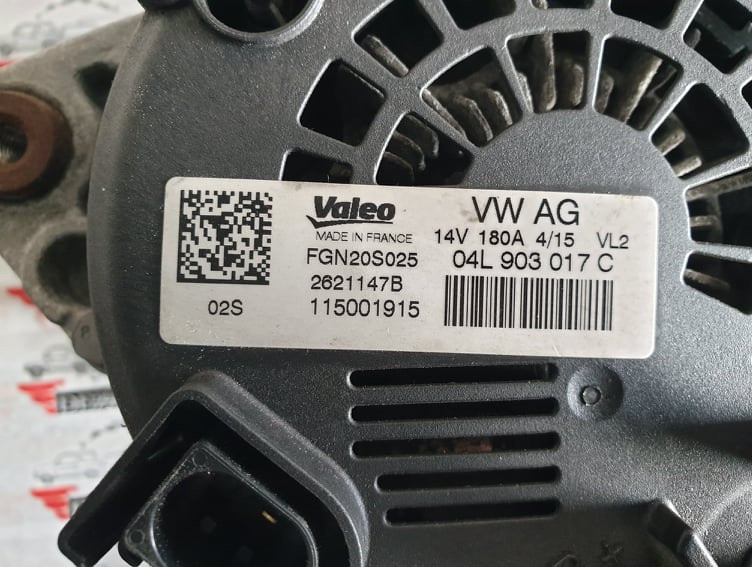 Valeo
MADE IN FRANCE
FGN20S025
2621147B
115001915
02S
VW AG
14V 180A 4/15 VL2
04L 903 017 C